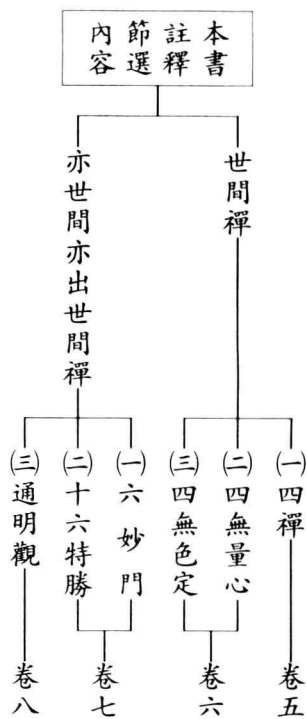 本書
註釋
節選
內容
世間禪
㈠四禪
卷五
㈡四無量心
㈢四無色定
卷六
亦世間亦出世間禪
㈠六妙門
㈡十六特勝
卷七
㈢通明觀
卷八